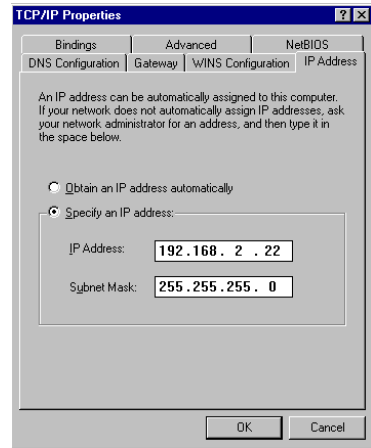 TCP/IP Properties
Bindings Advanced NetBIOS
DNS Configuration Gateway WINS Configuration IP Address
An IP address can be automatically assigned to this computer.
If your network does not automatically assign IP addresses, ask
your network administrator for an address, and then type it in
the space below.
Obtain an IP address automatically
Specify an IP address:
IP Address: 192.168. 2 .22
Subnet Mask: 255.255.255. 0
OK Cancel